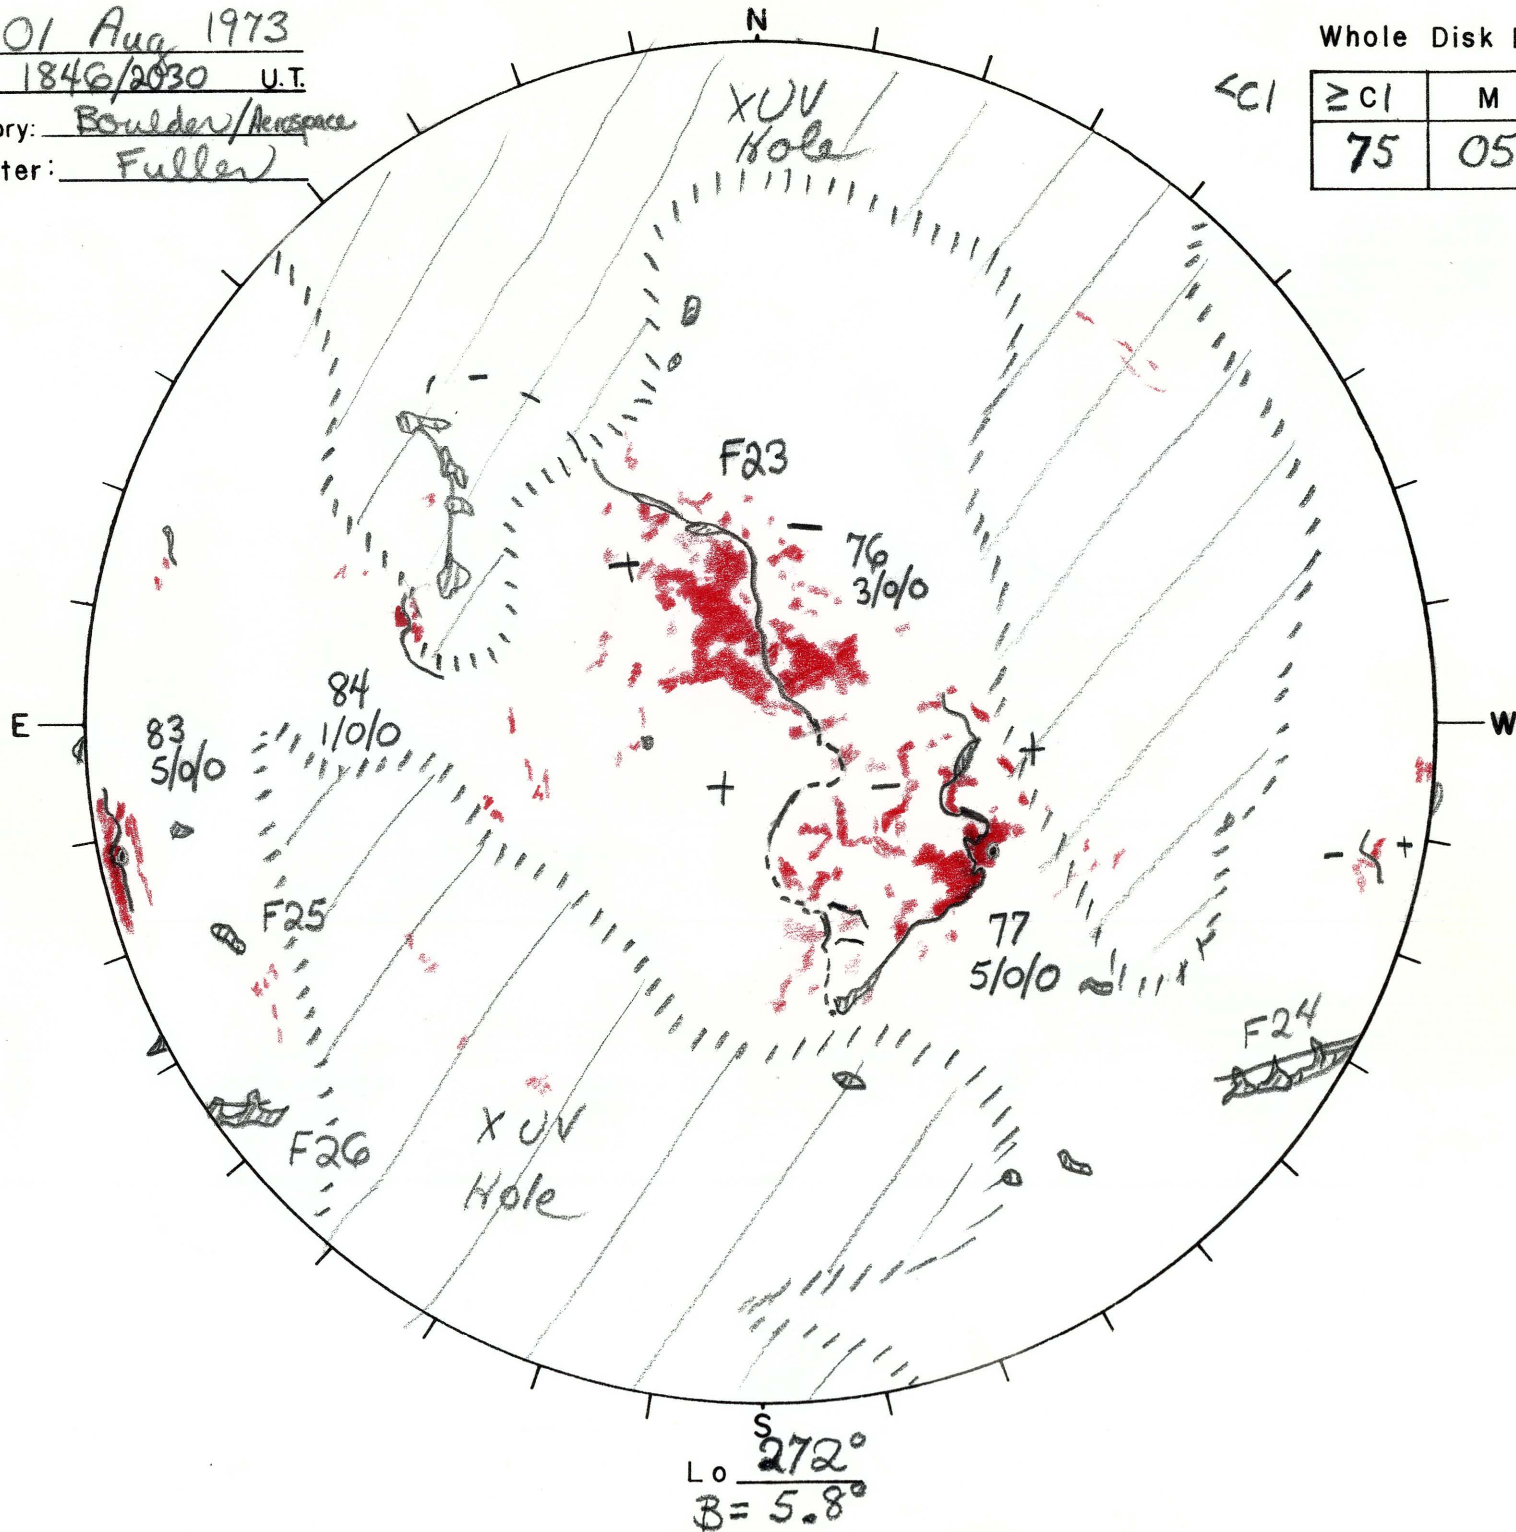 01 Aug 1973
1846/2030 U.T.
ory: Boulder/Aerospace
ter: Fuller
N
Whole Disk
<C1
≥C1 M
75 05
XUV
Hole
-
F23
-
+
76
3/0/0
84
1/0/0
E
83
5/0/0
W
+
+
-
- +
F25
77
5/0/0
F24
F26
XUV
Hole
S
Lo 272°
B= 5.8°